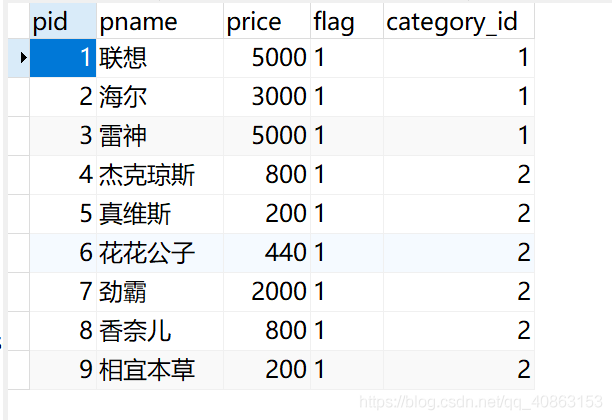 pid pname price flag category_id
1 联想 5000 1 1
2 海尔 3000 1 1
3 雷神 5000 1 1
4 杰克琼斯 800 1 2
5 真维斯 200 1 2
6 花花公子 440 1 2
7 劲霸 2000 1 2
8 香奈儿 800 1 2
9 相宜本草 200 1 2
https://blog.csdn.net/qq_40863153